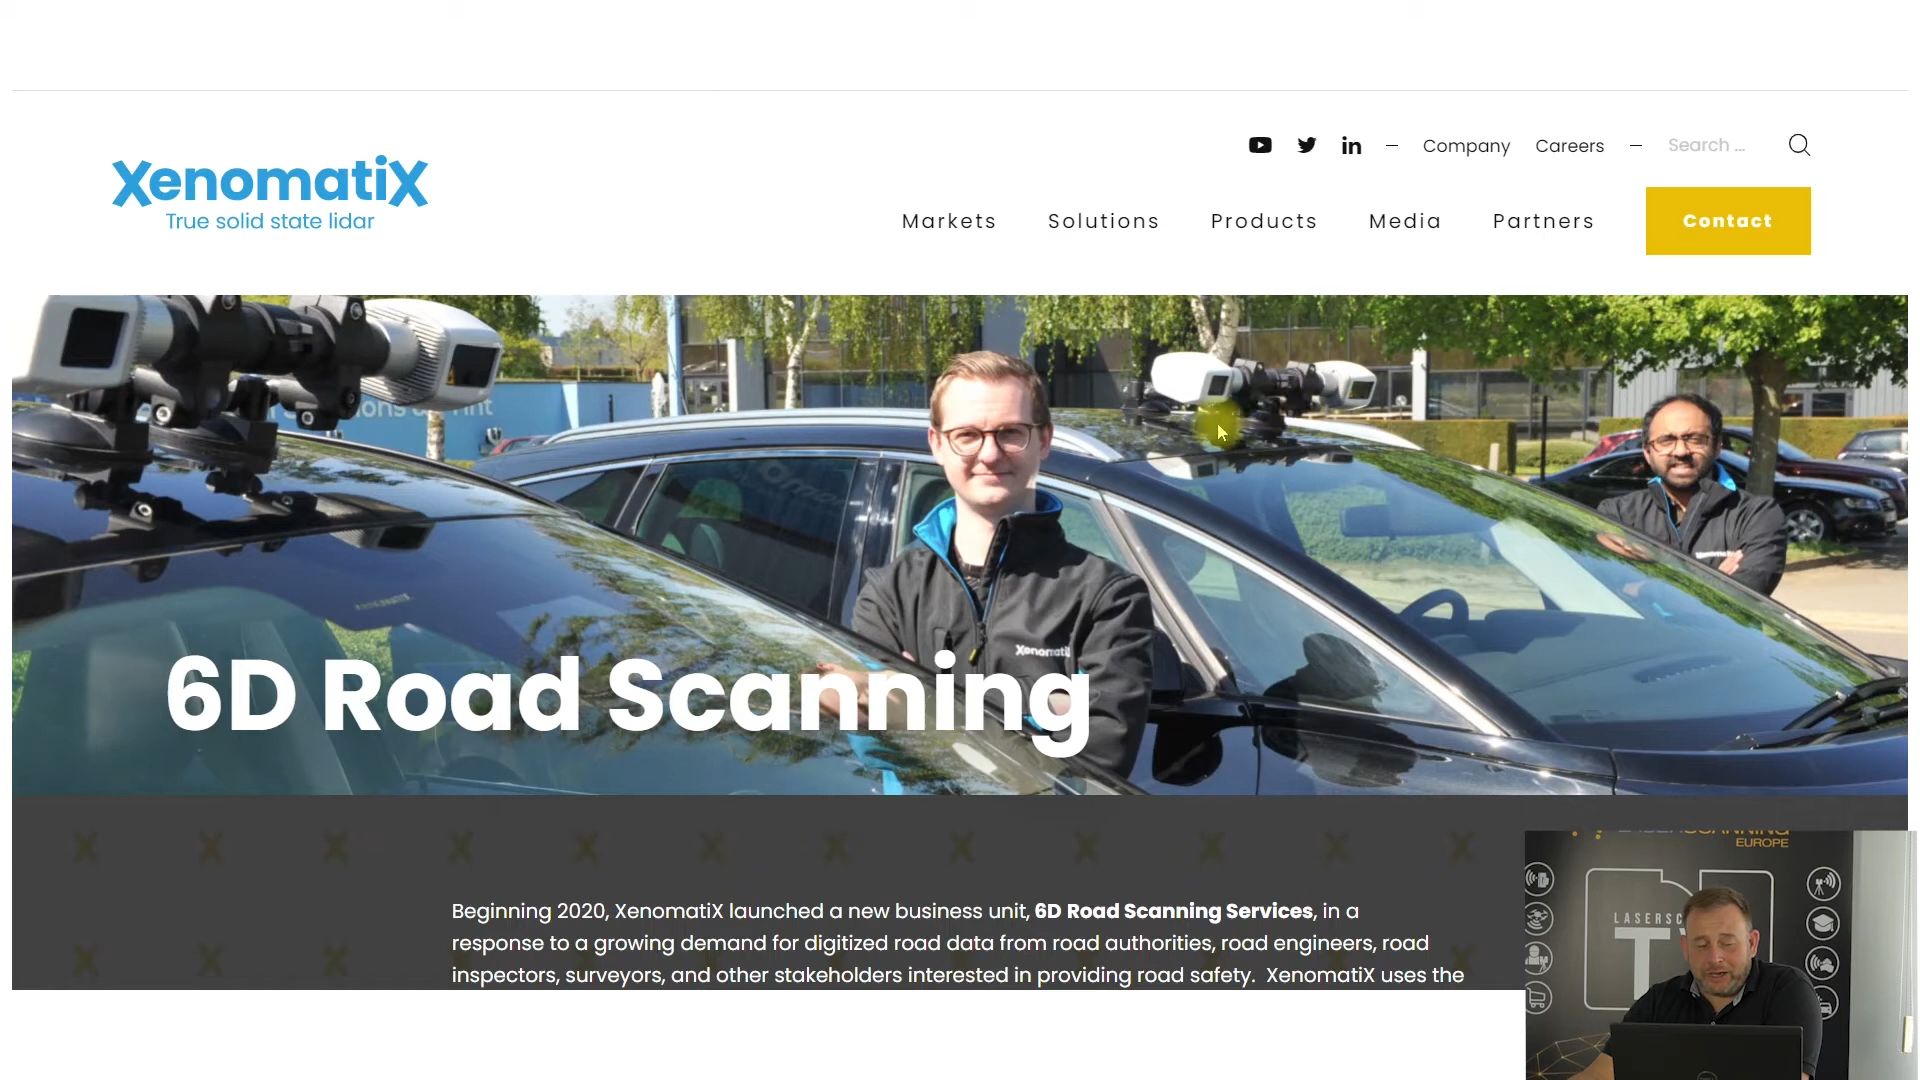 Company Careers Search ...
XenomatiX
True solid state lidar
Markets Solutions Products Media Partners Contact
6D Road Scanning
Beginning 2020, XenomatiX launched a new business unit, 6D Road Scanning Services, in a
response to a growing demand for digitized road data from road authorities, road engineers, road
inspectors, surveyors, and other stakeholders interested in providing road safety. XenomatiX uses the
EUROPE